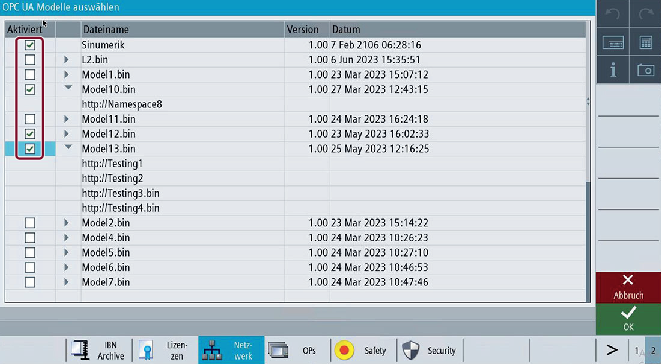 OPC UA Modelle auswählen
Aktiviert Dateiname Version Datum
Sinumerik 1.00 7 Feb 2106 06:28:16
L2.bin 1.00 6 Jun 2023 15:35:51
Model1.bin 1.00 23 Mar 2023 15:07:12
Model10.bin 1.00 27 Mar 2023 12:43:15
http://Namespace8
Model11.bin 1.00 24 Mar 2023 16:24:18
Model12.bin 1.00 23 May 2023 16:02:33
Model13.bin 1.00 25 May 2023 12:16:25
http://Testing1
http://Testing2
http://Testing3.bin
http://Testing4.bin
Model2.bin 1.00 23 Mar 2023 15:14:22
Model4.bin 1.00 24 Mar 2023 10:26:23
Model5.bin 1.00 24 Mar 2023 10:27:10
Model6.bin 1.00 24 Mar 2023 10:46:53
Model7.bin 1.00 24 Mar 2023 10:47:46
Abbruch
OK
IBN Archive
Lizen-zen
Netz-werk
OPs
Safety
Security
1 2